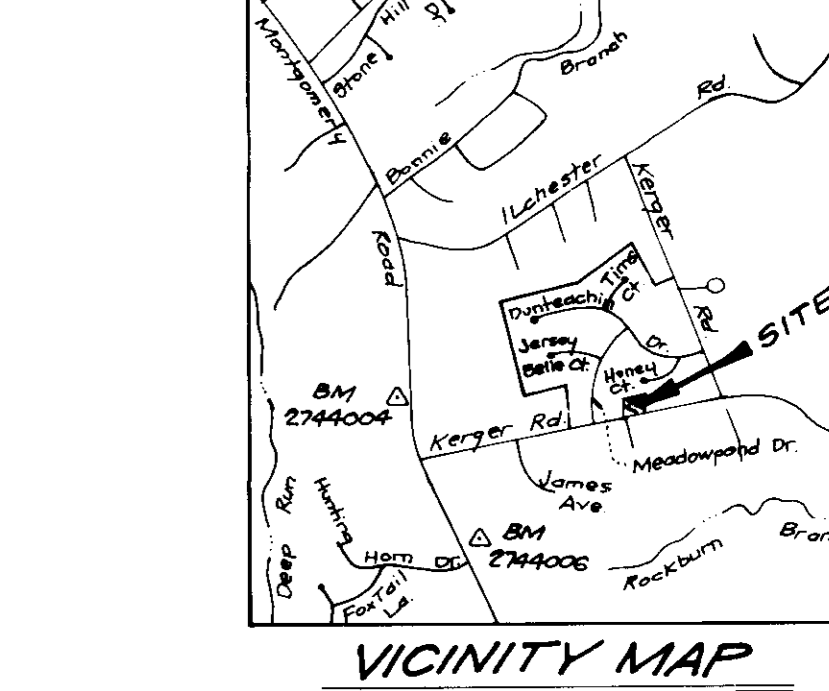 Montgomery
Stone Hill
Branch
Rd.
Bonnie
ILchester
Kerger
Road
Tims
Ct.
Dunteachin
Rd
SITE
Jersey
Belle Ct.
Dr.
Honey
Ct.
BM
2744004
Kerger Rd.
Meadowpond Dr.
James
Ave.
Hunting
Deep Run
BM
2744006
Horn Dr.
FoxTail
La.
Rockburn
Bran
VICINITY MAP